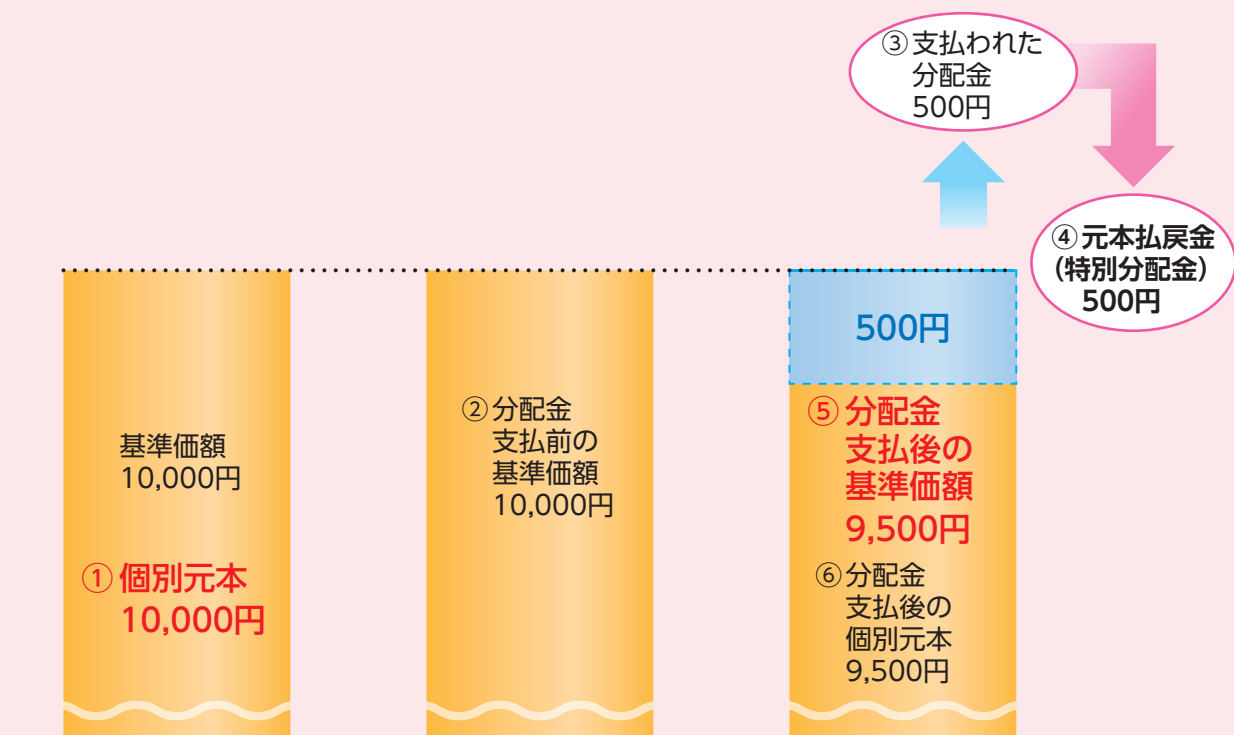 ③支払われた
分配金
500円
④元本払戻金
（特別分配金）
500円
基準価額
10,000円
①個別元本
10,000円
②分配金
支払前の
基準価額
10,000円
500円
⑤分配金
支払後の
基準価額
9,500円
⑥分配金
支払後の
個別元本
9,500円